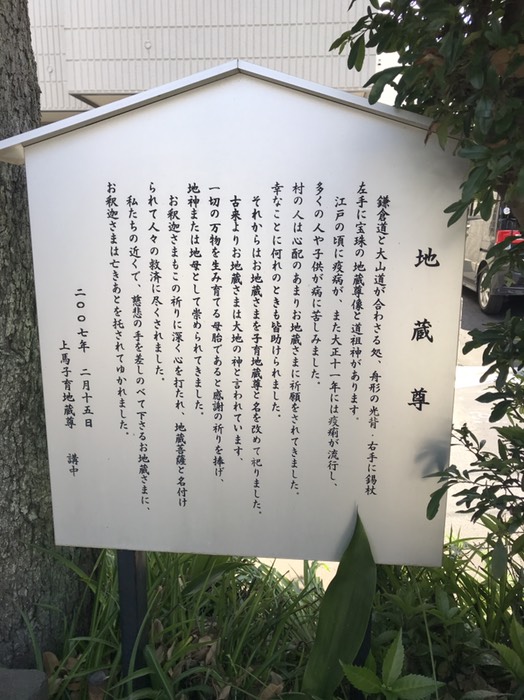 地蔵尊
鎌倉道と大山道が合わさる処、舟形の光背・右手に錫杖
左手に宝珠の地蔵尊像と道祖神があります。
江戸の頃に疫病が、また大正十一年には疫痢が流行し、
多くの人や子供が病に苦しみました。
村の人は心配のあまりお地蔵さまに祈願をされてきました。
幸なことに何れのときも皆助けられました。
それからはお地蔵さまを子育地蔵尊と名を改めて祀りました。
古来よりお地蔵さまは大地の神と言われています、
一切の万物を生み育てる母胎であると感謝の祈りを捧げ、
地神または地母として崇められてきました。
お釈迦さまもこの祈りに深く心を打たれ、地蔵菩薩と名付け
られて人々の救済に尽くされました。
私たちの近くで、慈悲の手を差しのべて下さるお地蔵さまに、
お釈迦さまは亡きあとを托されてゆかれました。
二〇〇七年 二月十五日
上馬子育地蔵尊 講中